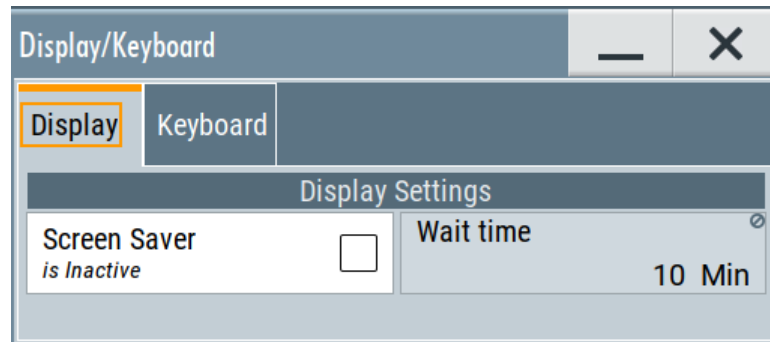 Display/Keyboard
Display Keyboard
Display Settings
Screen Saver
is Inactive
Wait time
10 Min